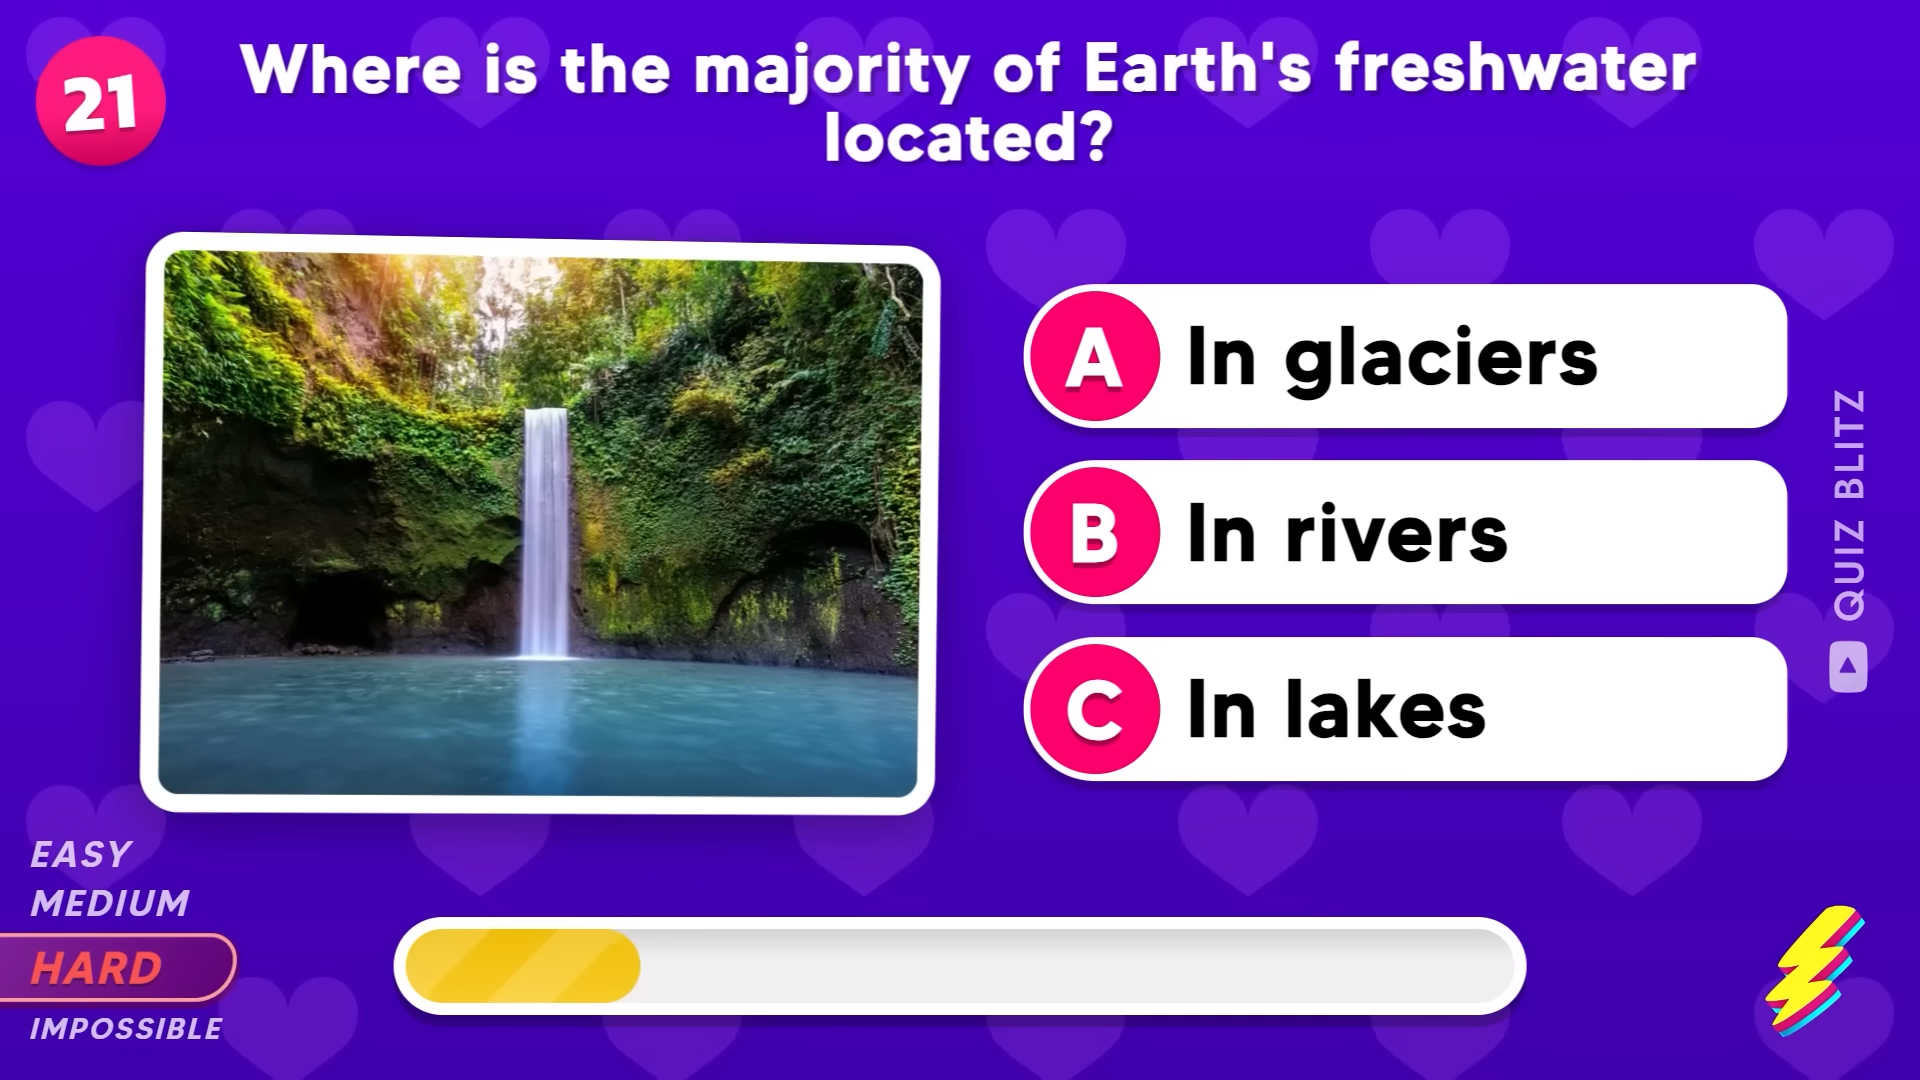 21
Where is the majority of Earth's freshwater
located?
A In glaciers
B In rivers
C In lakes
QUIZ BLITZ
EASY
MEDIUM
HARD
IMPOSSIBLE